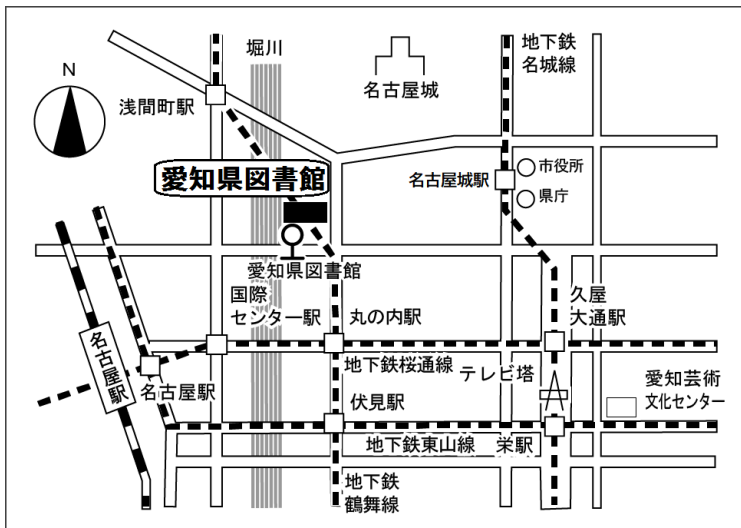 堀川
地下鉄
名城線
N
名古屋城
浅間町駅
市役所
愛知県図書館
名古屋城駅
県庁
愛知県図書館
国際
センター駅
丸の内駅
久屋
大通駅
名古屋駅
地下鉄桜通線
テレビ塔
名古屋駅
伏見駅
愛知芸術
文化センター
地下鉄東山線
栄駅
地下鉄
鶴舞線